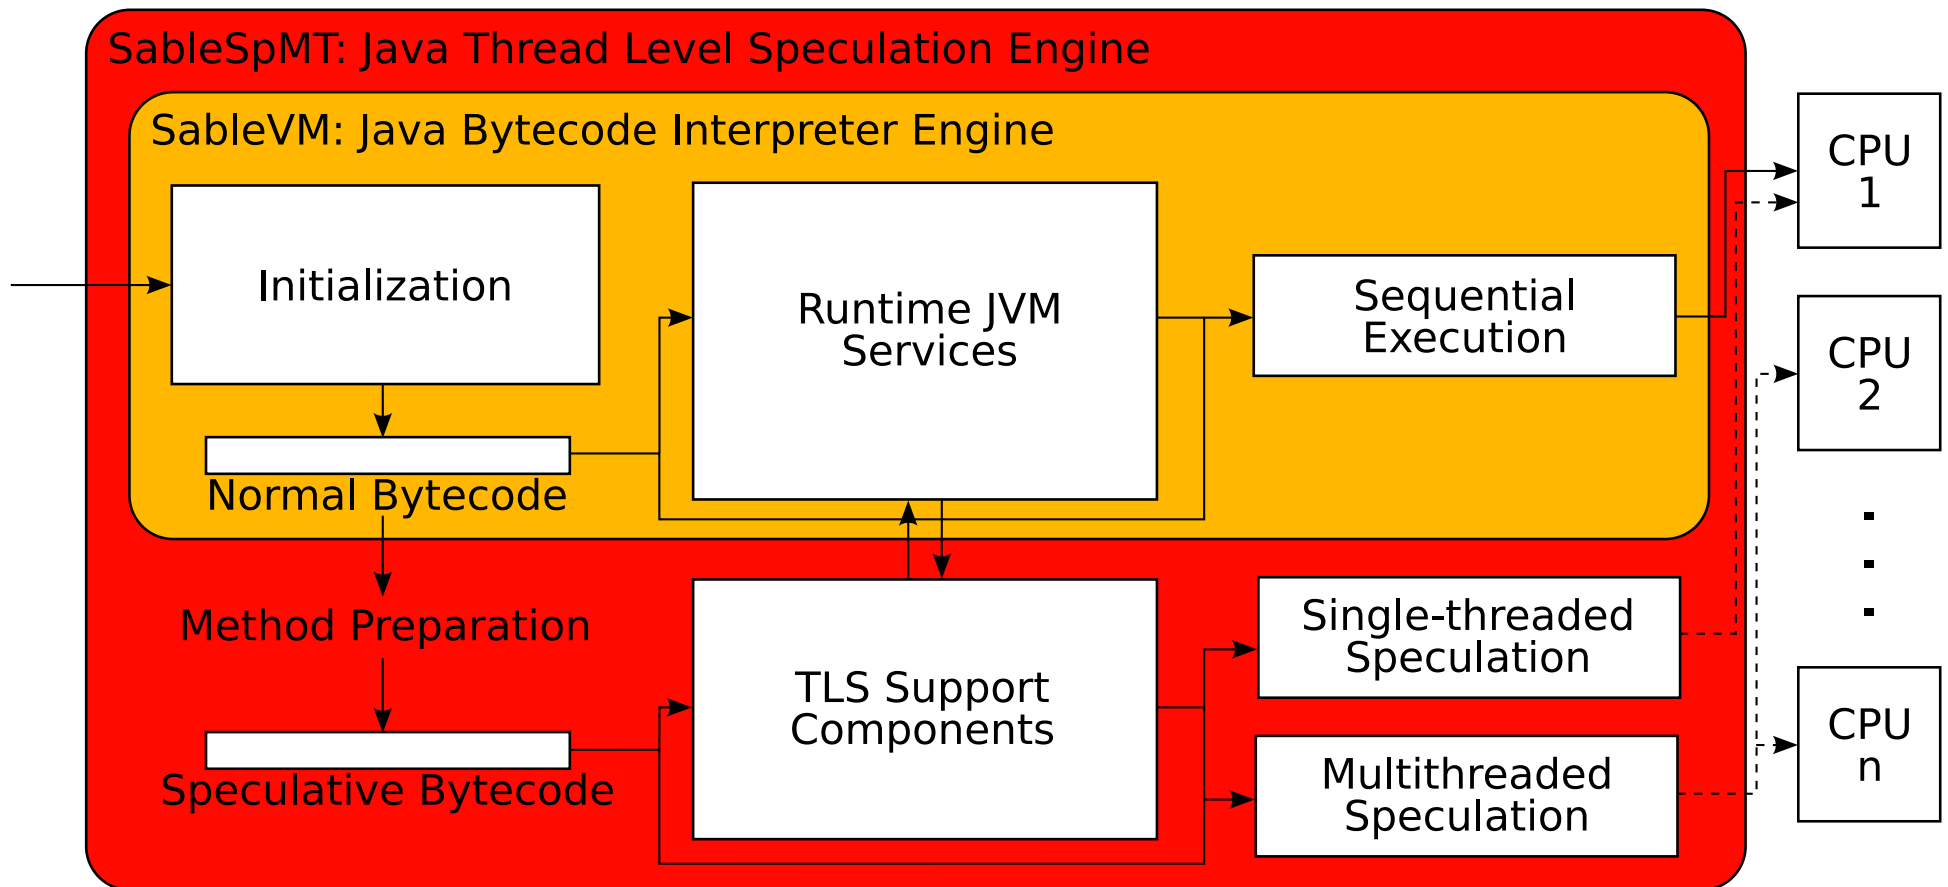 SableSpMT: Java Thread Level Speculation Engine
SableVM: Java Bytecode Interpreter Engine
Initialization
Normal Bytecode
Runtime JVM
Services
Sequential
Execution
Method Preparation
Speculative Bytecode
TLS Support
Components
Single-threaded
Speculation
Multithreaded
Speculation
CPU
1
CPU
2
CPU
n